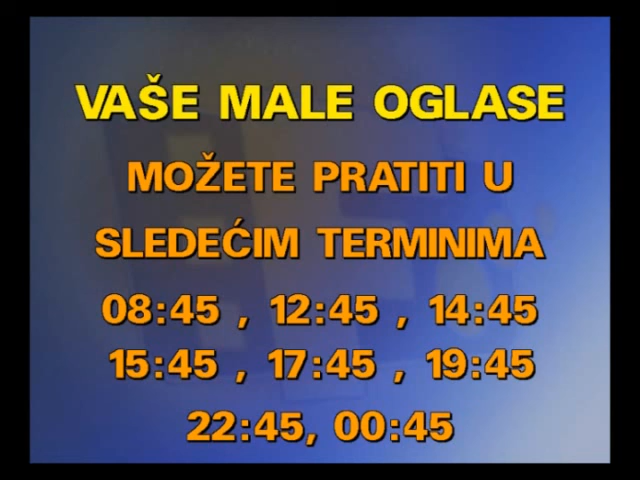 VAŠE MALE OGLASE
MOŽETE PRATITI U
SLEDEĆIM TERMINIMA
08:45 , 12:45 , 14:45
15:45 , 17:45 , 19:45
22:45, 00:45